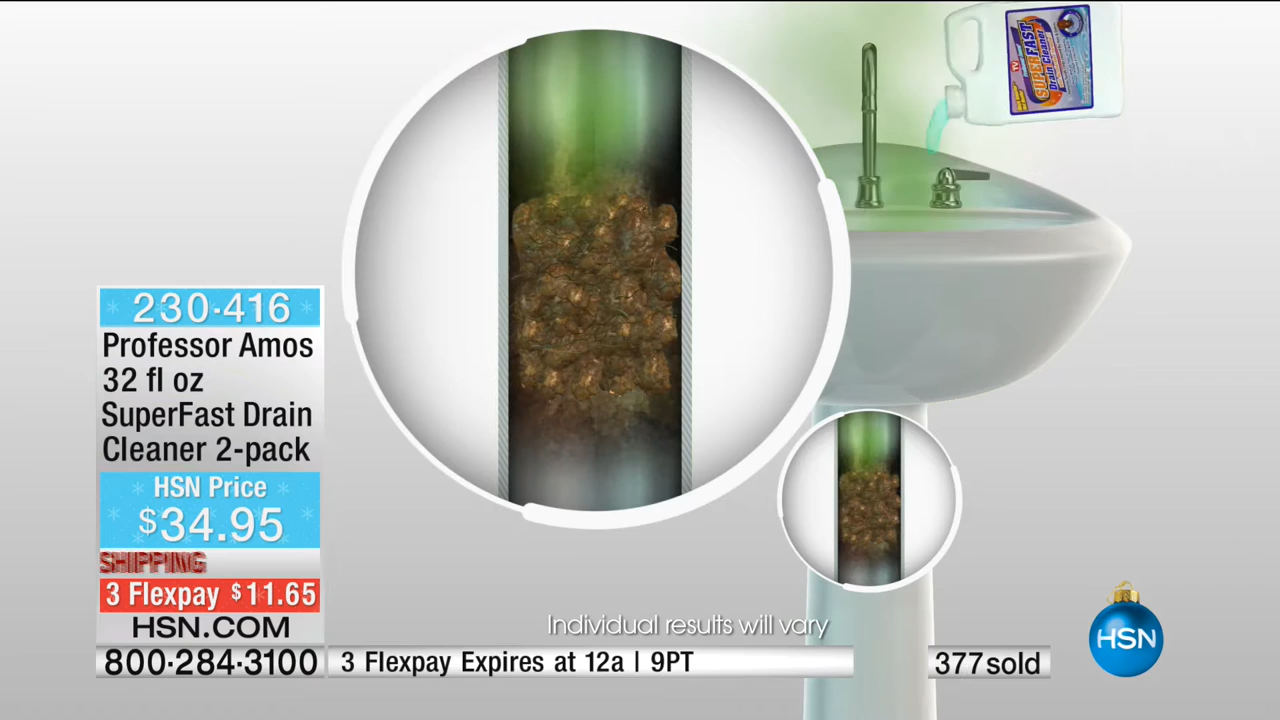 SUPERFAST
Drain Cleaner
230·416
Professor Amos
32 fl oz
SuperFast Drain
Cleaner 2-pack
HSN Price
$34.95
SHIPPING
3 Flexpay $11.65
HSN.COM
800·284·3100
Individual results will vary
3 Flexpay Expires at 12a | 9PT
377 sold
HSN